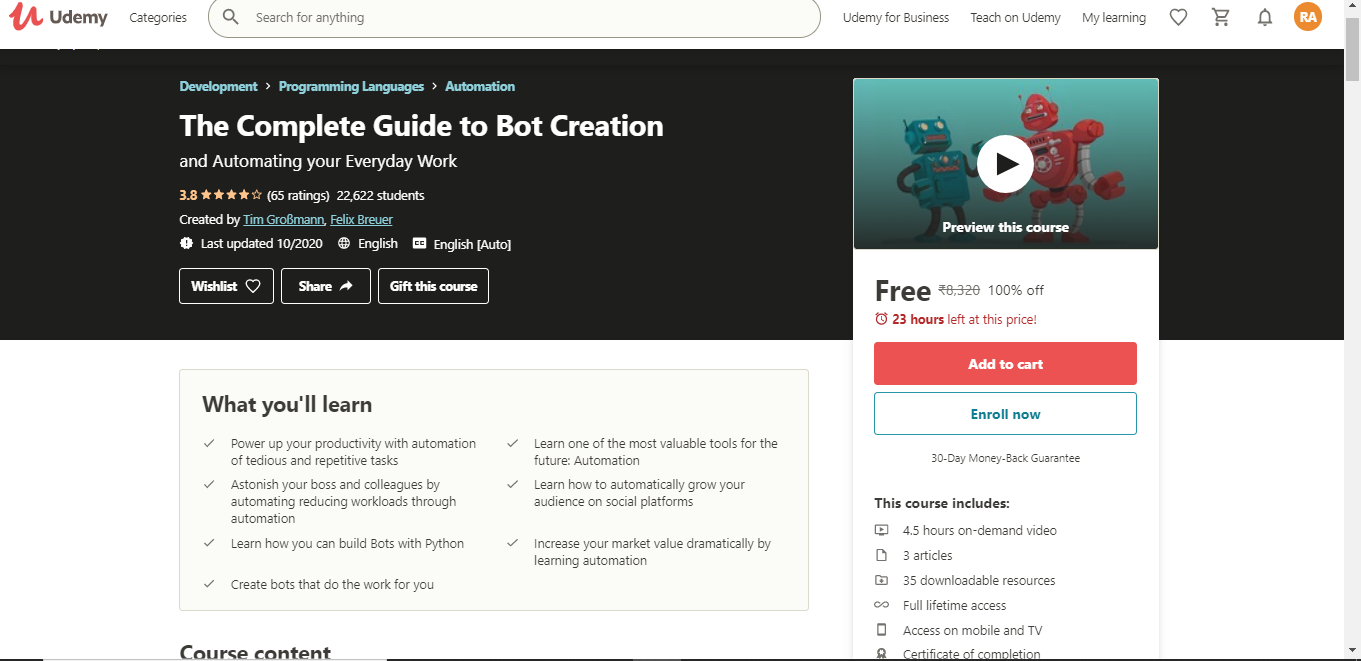 Udemy
Categories
Search for anything
Udemy for Business
Teach on Udemy
My learning
RA
Development > Programming Languages > Automation
The Complete Guide to Bot Creation
and Automating your Everyday Work
3.8 (65 ratings) 22,622 students
Created by Tim Großmann, Felix Breuer
Last updated 10/2020 English CC English [Auto]
Wishlist
Share
Gift this course
Preview this course
Free ₹8,320 100% off
23 hours left at this price!
Add to cart
Enroll now
30-Day Money-Back Guarantee
This course includes:
4.5 hours on-demand video
3 articles
35 downloadable resources
Full lifetime access
Access on mobile and TV
Certificate of completion
What you'll learn
Power up your productivity with automation
of tedious and repetitive tasks
Learn one of the most valuable tools for the
future: Automation
Astonish your boss and colleagues by
automating reducing workloads through
automation
Learn how to automatically grow your
audience on social platforms
Learn how you can build Bots with Python
Increase your market value dramatically by
learning automation
Create bots that do the work for you
Course content